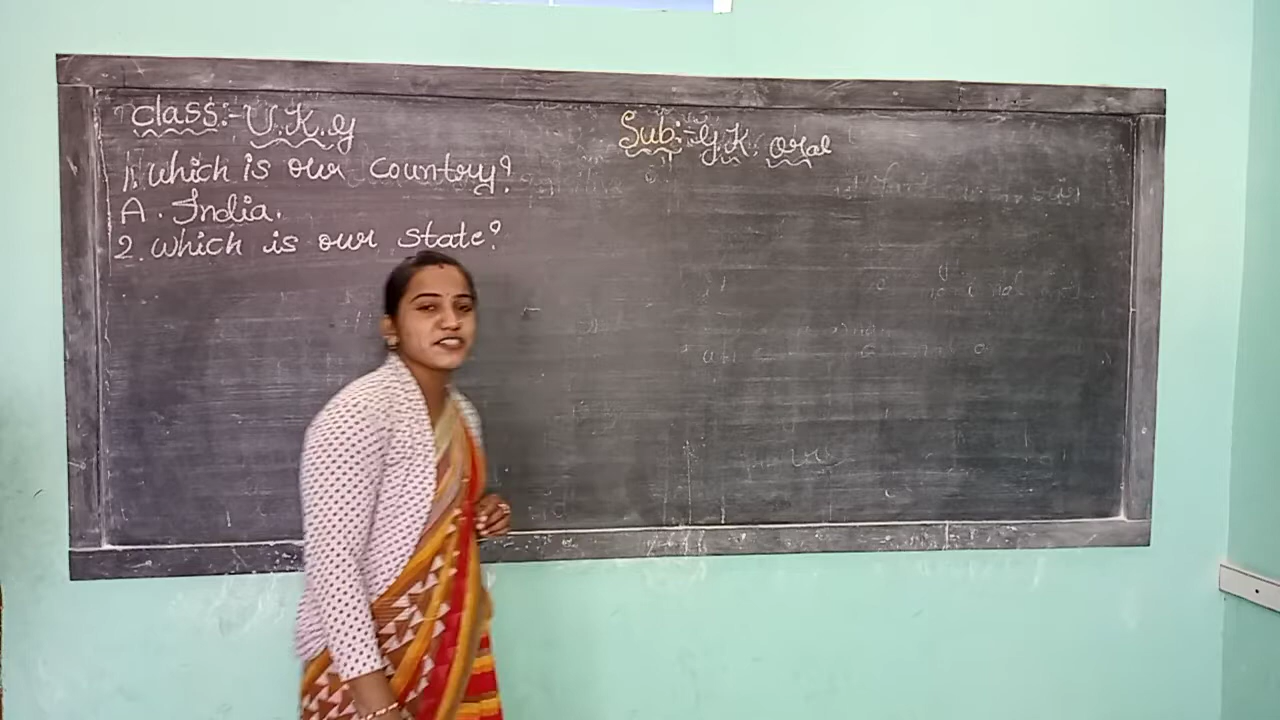 Class:- U.K.g
Sub:- G.K. Oral
1. Which is our country?
A. India.
2. Which is our state?